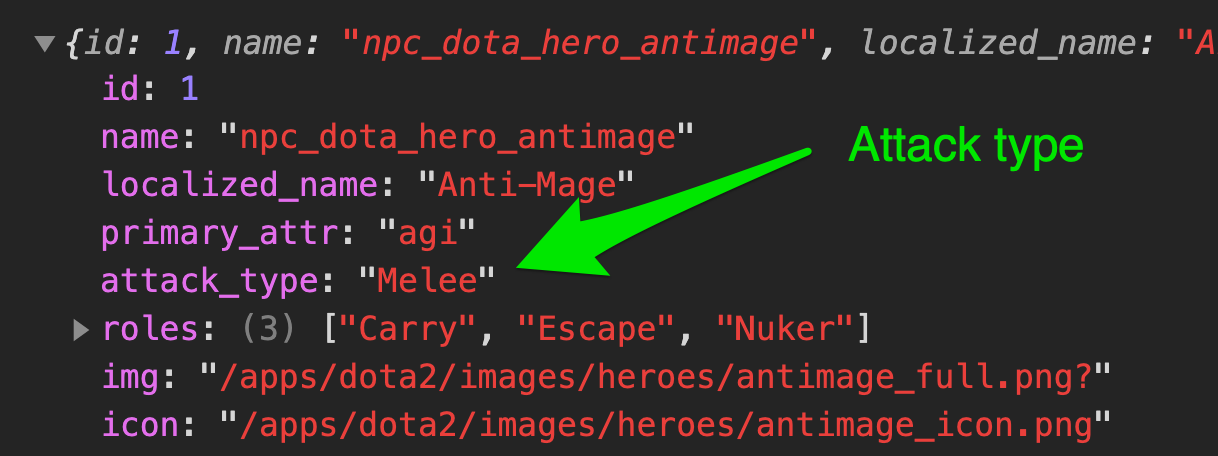 {id: 1, name: "npc_dota_hero_antimage", localized_name: "A
id: 1
name: "npc_dota_hero_antimage"
Attack type
localized_name: "Anti-Mage"
primary_attr: "agi"
attack_type: "Melee"
roles: (3) ["Carry", "Escape", "Nuker"]
img: "/apps/dota2/images/heroes/antimage_full.png?"
icon: "/apps/dota2/images/heroes/antimage_icon.png"